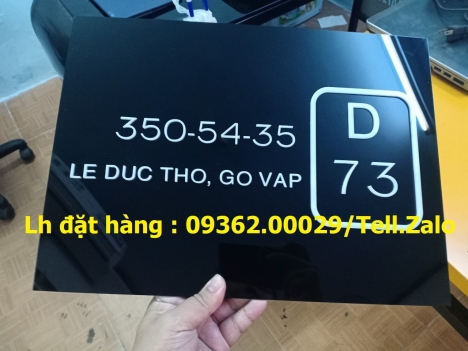 350-54-35
LE DUC THO, GO VAP
D
73
Lh đặt hàng : 09362.00029/Tell.Zalo